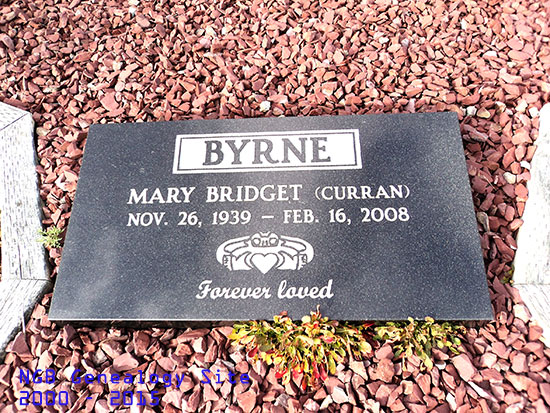 BYRNE
MARY BRIDGET (CURRAN)
NOV. 26, 1939 – FEB. 16, 2008
Forever loved
NGB Genealogy Site
2000 - 2015